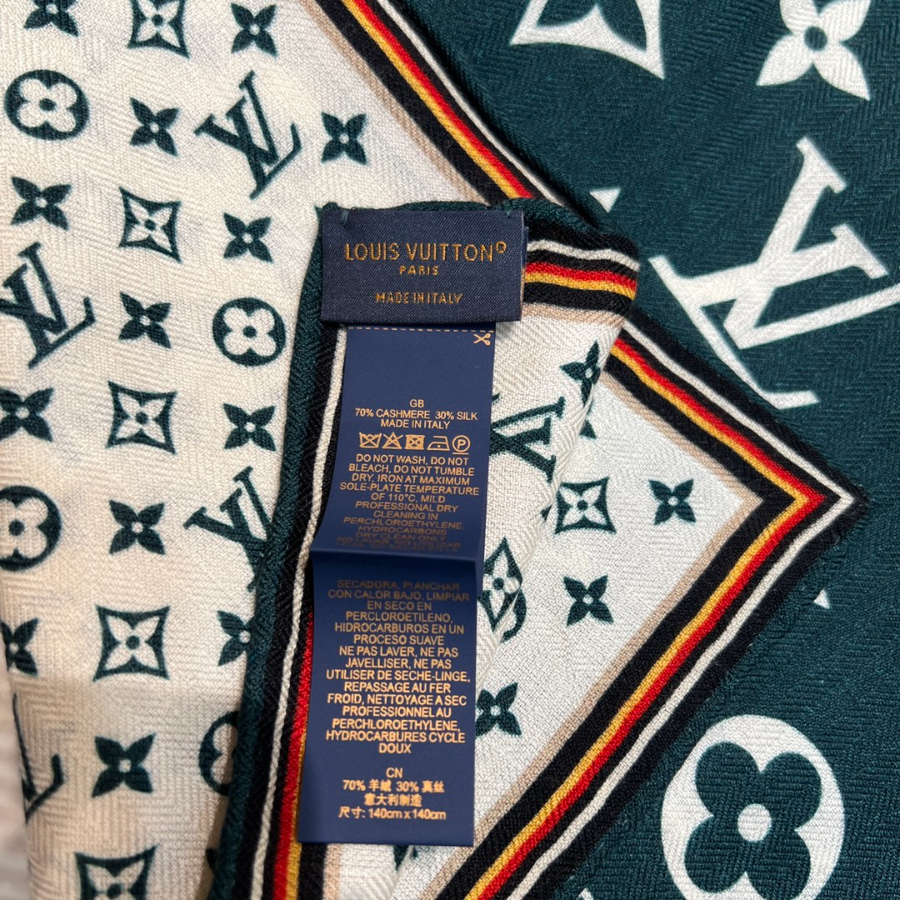 LOUIS VUITTON
PARIS
MADE IN ITALY
GB
70% CASHMERE 30% SILK
MADE IN ITALY
DO NOT WASH, DO NOT
BLEACH, DO NOT TUMBLE
DRY, IRON AT MAXIMUM
SOLE-PLATE TEMPERATURE
OF 110°C, MILD
PROFESSIONAL DRY
CLEANING IN
PERCHLOROETHYLENE,
HYDROCARBONS
DRY CLEAN ONLY
SECADORA, PLANCHAR
CON CALOR BAJO, LIMPIAR
EN SECO EN
PERCLOROETILENO,
HIDROCARBUROS EN UN
PROCESO SUAVE
NE PAS LAVER, NE PAS
JAVELLISER, NE PAS
UTILISER DE SECHE-LINGE,
REPASSAGE AU FER
FROID, NETTOYAGE A SEC
PROFESSIONNEL AU
PERCHLOROETHYLENE,
HYDROCARBURES CYCLE
DOUX
CN
70% 羊绒 30% 真丝
意大利制造
尺寸: 140cm x 140cm